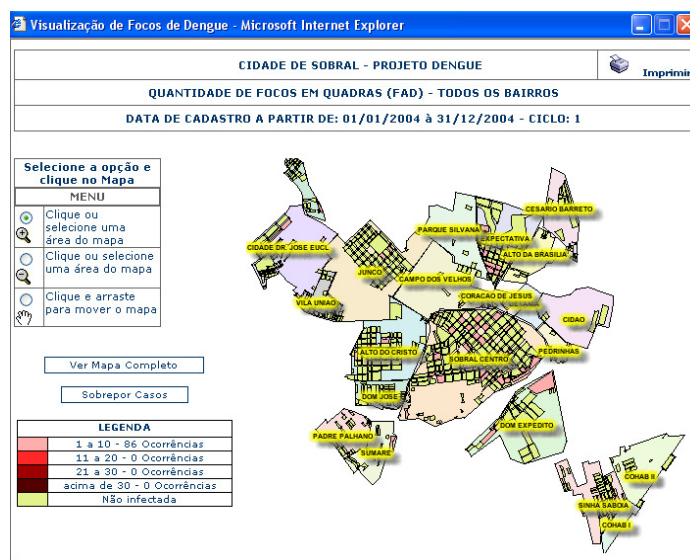 Visualização de Focos de Dengue - Microsoft Internet Explorer
CIDADE DE SOBRAL - PROJETO DENGUE
Imprimir
QUANTIDADE DE FOCOS EM QUADRAS (FAD) - TODOS OS BAIRROS
DATA DE CADASTRO A PARTIR DE: 01/01/2004 à 31/12/2004 - CICLO: 1
Selecione a opção e
clique no Mapa
MENU
Clique ou
selecione uma
área do mapa
Clique ou selecione
uma área do mapa
Clique e arraste
para mover o mapa
Ver Mapa Completo
Sobrepor Casos
LEGENDA
1 a 10 - 86 Ocorrências
11 a 20 - 0 Ocorrências
21 a 30 - 0 Ocorrências
acima de 30 - 0 Ocorrências
Não infectada
CESARIO BARRETO
PARQUE SILVANA
EXPECTATIVA
CIDADE DR. JOSE EUCL
ALTO DA BRASILIA
JUNCO
CAMPO DOS VELHOS
VILA UNIAO
CORACAO DE JESUS
CIDAO
ALTO DO CRISTO
SOBRAL CENTRO
PEDRINHAS
DOM JOSE
DOM EXPEDITO
PADRE PALHANO
SUMARE
COHAB II
SINHA SABOIA
COHAB I